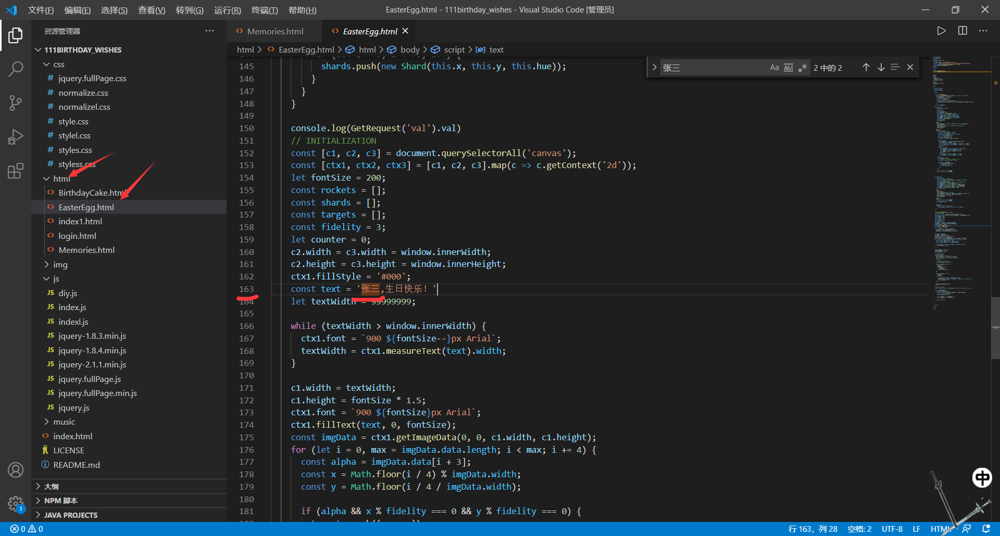 文件(F) 编辑(E) 选择(S) 查看(V) 转到(G) 运行(R) 终端(T) 帮助(H) EasterEgg.html - 111birthday_wishes - Visual Studio Code [管理员]
资源管理器
111BIRTHDAY_WISHES
css
jquery.fullPage.css
normalize.css
normalizel.css
style.css
stylel.css
styles.css
styless.css
html
BirthdayCake.html
EasterEgg.html
index1.html
login.html
Memories.html
img
js
diy.js
index.js
indexl.js
jquery-1.8.3.min.js
jquery-1.8.4.min.js
jquery-2.1.1.min.js
jquery.fullPage.js
jquery.fullPage.min.js
jquery.js
music
index.html
LICENSE
README.md
大纲
NPM 脚本
JAVA PROJECTS
Memories.html EasterEgg.html
html > EasterEgg.html > html > body > script > text
张三 Aa Abl .* 2 中的 2
145 shards.push(new Shard(this.x, this.y, this.hue));
146 }
147 }
148 }
149
150 console.log(GetRequest('val').val)
151 // INITIALIZATION
152 const [c1, c2, c3] = document.querySelectorAll('canvas');
153 const [ctx1, ctx2, ctx3] = [c1, c2, c3].map(c => c.getContext('2d'));
154 let fontSize = 200;
155 const rockets = [];
156 const shards = [];
157 const targets = [];
158 const fidelity = 3;
159 let counter = 0;
160 c2.width = c3.width = window.innerWidth;
161 c2.height = c3.height = window.innerHeight;
162 ctx1.fillStyle = '#000';
163 const text = '张三,生日快乐！'
164 let textWidth = 99999999;
165
166 while (textWidth > window.innerWidth) {
167 ctx1.font = `900 ${fontSize--}px Arial`;
168 textWidth = ctx1.measureText(text).width;
169 }
170
171 c1.width = textWidth;
172 c1.height = fontSize * 1.5;
173 ctx1.font = `900 ${fontSize}px Arial`;
174 ctx1.fillText(text, 0, fontSize);
175 const imgData = ctx1.getImageData(0, 0, c1.width, c1.height);
176 for (let i = 0, max = imgData.data.length; i < max; i += 4) {
177 const alpha = imgData.data[i + 3];
178 const x = Math.floor(i / 4) % imgData.width;
179 const y = Math.floor(i / 4 / imgData.width);
180
181 if (alpha && x % fidelity === 0 && y % fidelity === 0) {
中
1
0 0 行 163，列 28 空格: 2 UTF-8 LF HTML